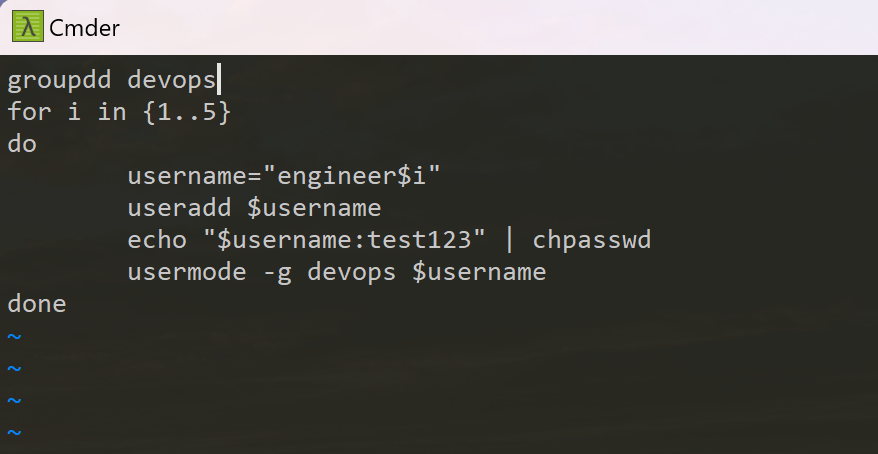 Cmder
groupdd devops
for i in {1..5}
do
        username="engineer$i"
        useradd $username
        echo "$username:test123" | chpasswd
        usermode -g devops $username
done
~
~
~
~